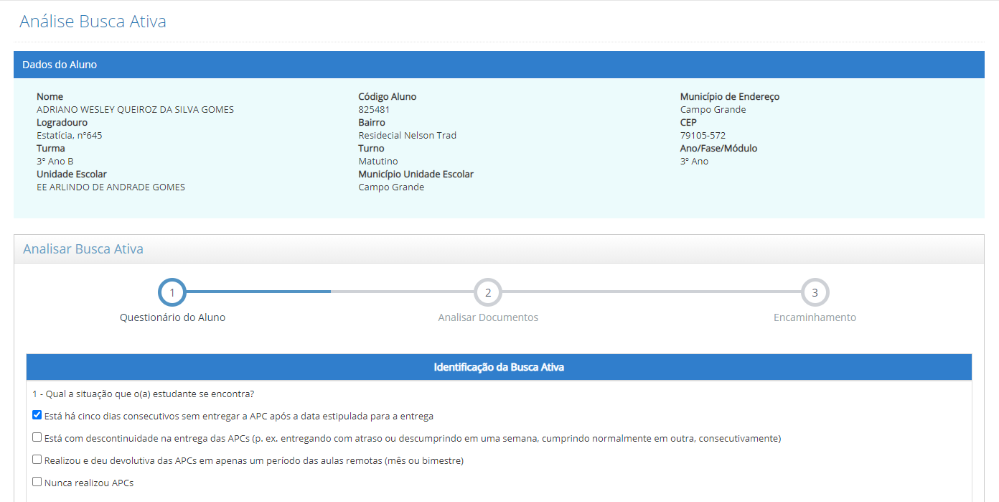 Análise Busca Ativa
Dados do Aluno
Nome
ADRIANO WESLEY QUEIROZ DA SILVA GOMES
Logradouro
Estatícia, n°645
Turma
3° Ano B
Unidade Escolar
EE ARLINDO DE ANDRADE GOMES
Código Aluno
825481
Bairro
Residecial Nelson Trad
Turno
Matutino
Município Unidade Escolar
Campo Grande
Município de Endereço
Campo Grande
CEP
79105-572
Ano/Fase/Módulo
3° Ano
Analisar Busca Ativa
1
Questionário do Aluno
2
Analisar Documentos
3
Encaminhamento
Identificação da Busca Ativa
1 - Qual a situação que o(a) estudante se encontra?
Está há cinco dias consecutivos sem entregar a APC após a data estipulada para a entrega
Está com descontinuidade na entrega das APCs (p. ex. entregando com atraso ou descumprindo em uma semana, cumprindo normalmente em outra, consecutivamente)
Realizou e deu devolutiva das APCs em apenas um período das aulas remotas (mês ou bimestre)
Nunca realizou APCs